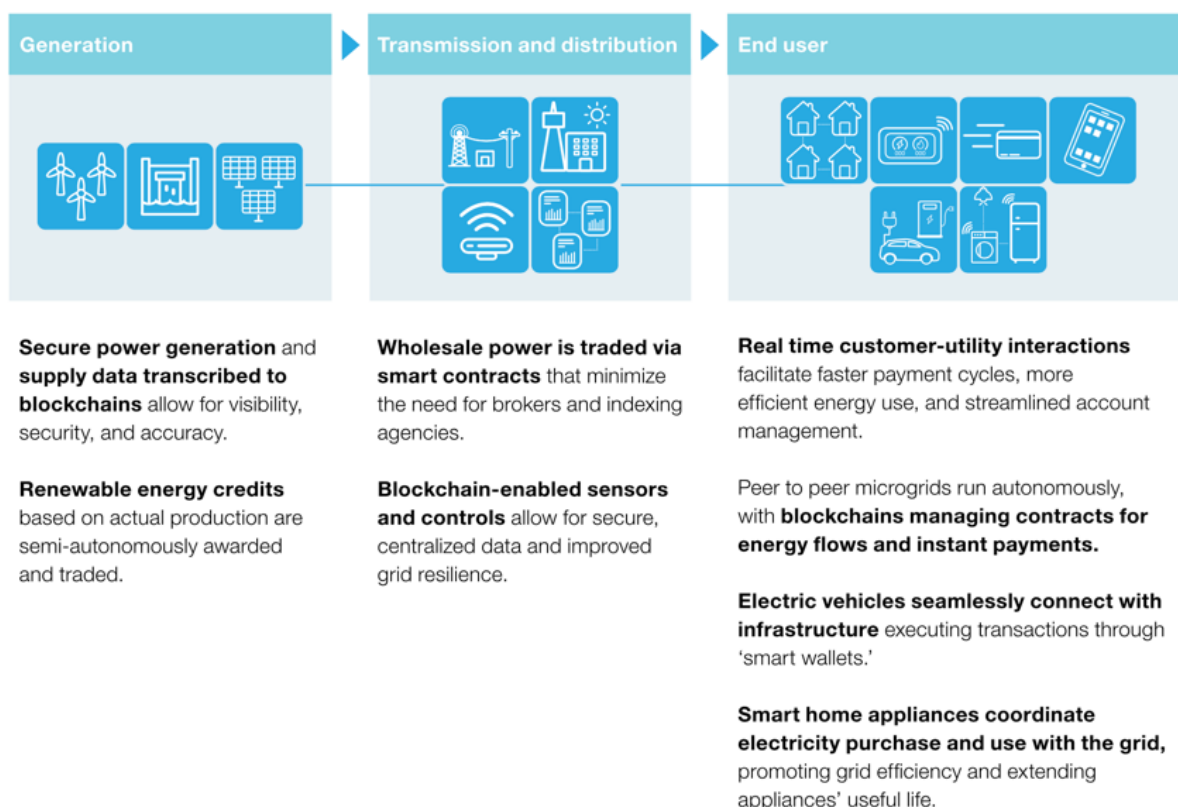 Generation
Transmission and distribution
End user
Secure power generation and
supply data transcribed to
blockchains allow for visibility,
security, and accuracy.
Renewable energy credits
based on actual production are
semi-autonomously awarded
and traded.
Wholesale power is traded via
smart contracts that minimize
the need for brokers and indexing
agencies.
Blockchain-enabled sensors
and controls allow for secure,
centralized data and improved
grid resilience.
Real time customer-utility interactions
facilitate faster payment cycles, more
efficient energy use, and streamlined account
management.
Peer to peer microgrids run autonomously,
with blockchains managing contracts for
energy flows and instant payments.
Electric vehicles seamlessly connect with
infrastructure executing transactions through
‘smart wallets.’
Smart home appliances coordinate
electricity purchase and use with the grid,
promoting grid efficiency and extending
appliances’ useful life.